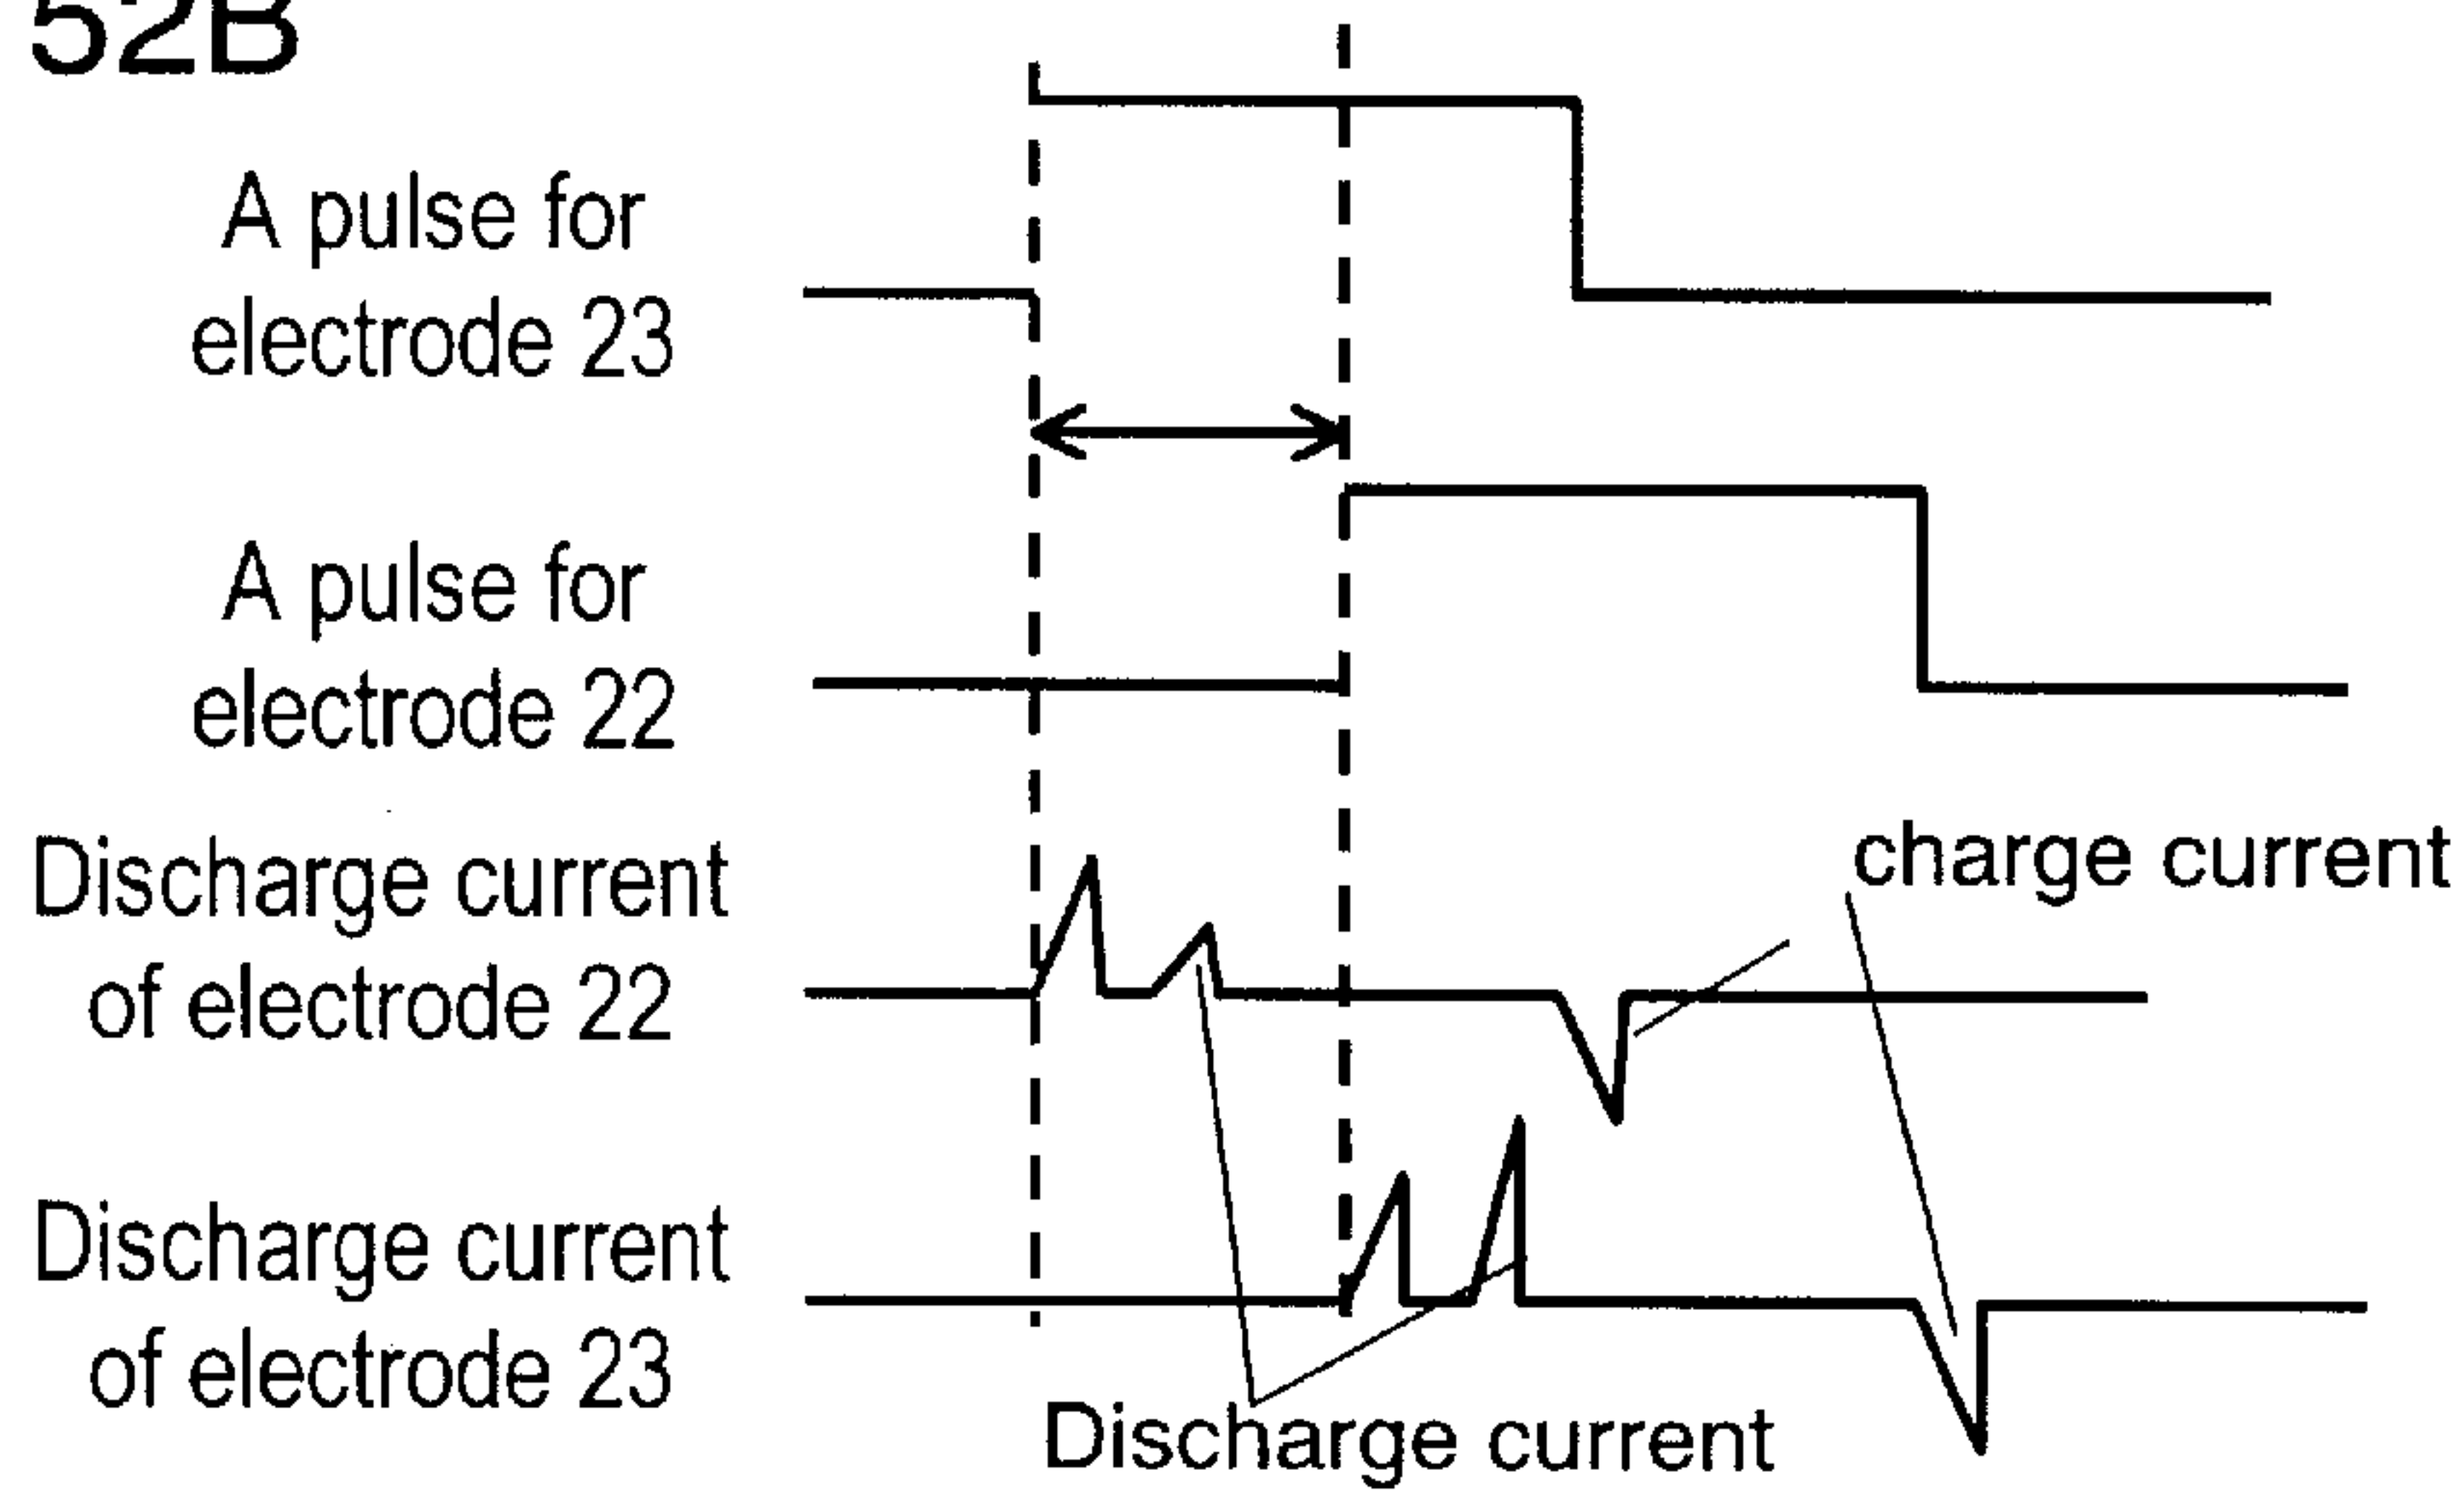 52B
A pulse for
electrode 23
A pulse for
electrode 22
charge current
Discharge current
of electrode 22
Discharge current
of electrode 23
Discharge current